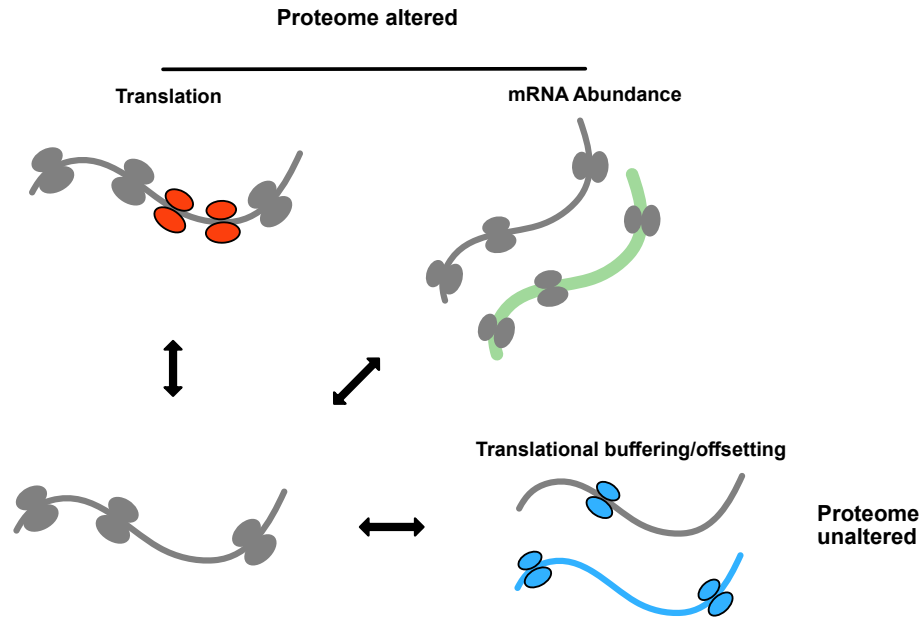 Proteome altered
Translation
mRNA Abundance
Translational buffering/offsetting
Proteome
unaltered